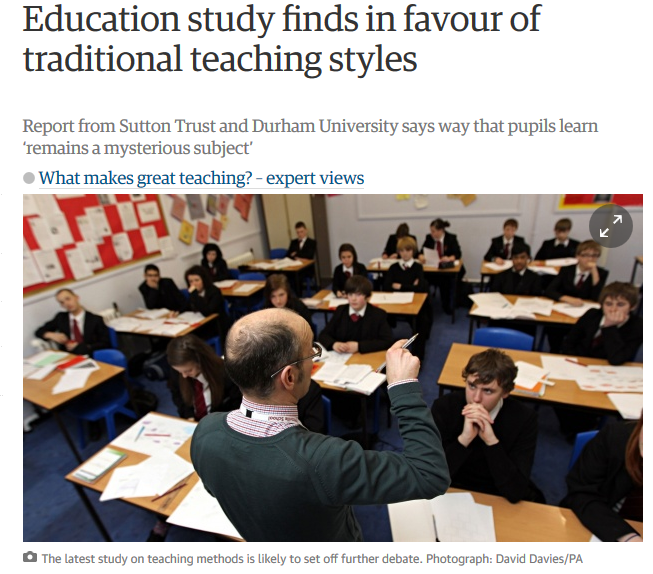 Education study finds in favour of
traditional teaching styles
Report from Sutton Trust and Durham University says way that pupils learn
‘remains a mysterious subject’
What makes great teaching? – expert views
The latest study on teaching methods is likely to set off further debate. Photograph: David Davies/PA